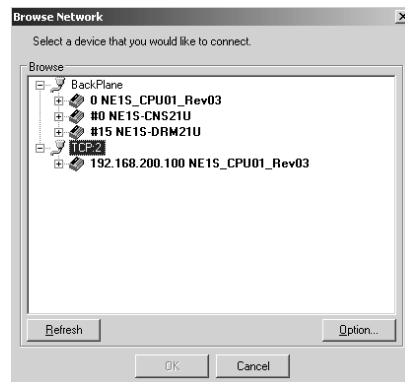 Browse Network
Select a device that you would like to connect.
Browse
BackPlane
0 NE1S_CPU01_Rev03
#0 NE1S-CNS21U
#15 NE1S-DRM21U
TCP:2
192.168.200.100 NE1S_CPU01_Rev03
Refresh
Option...
OK
Cancel